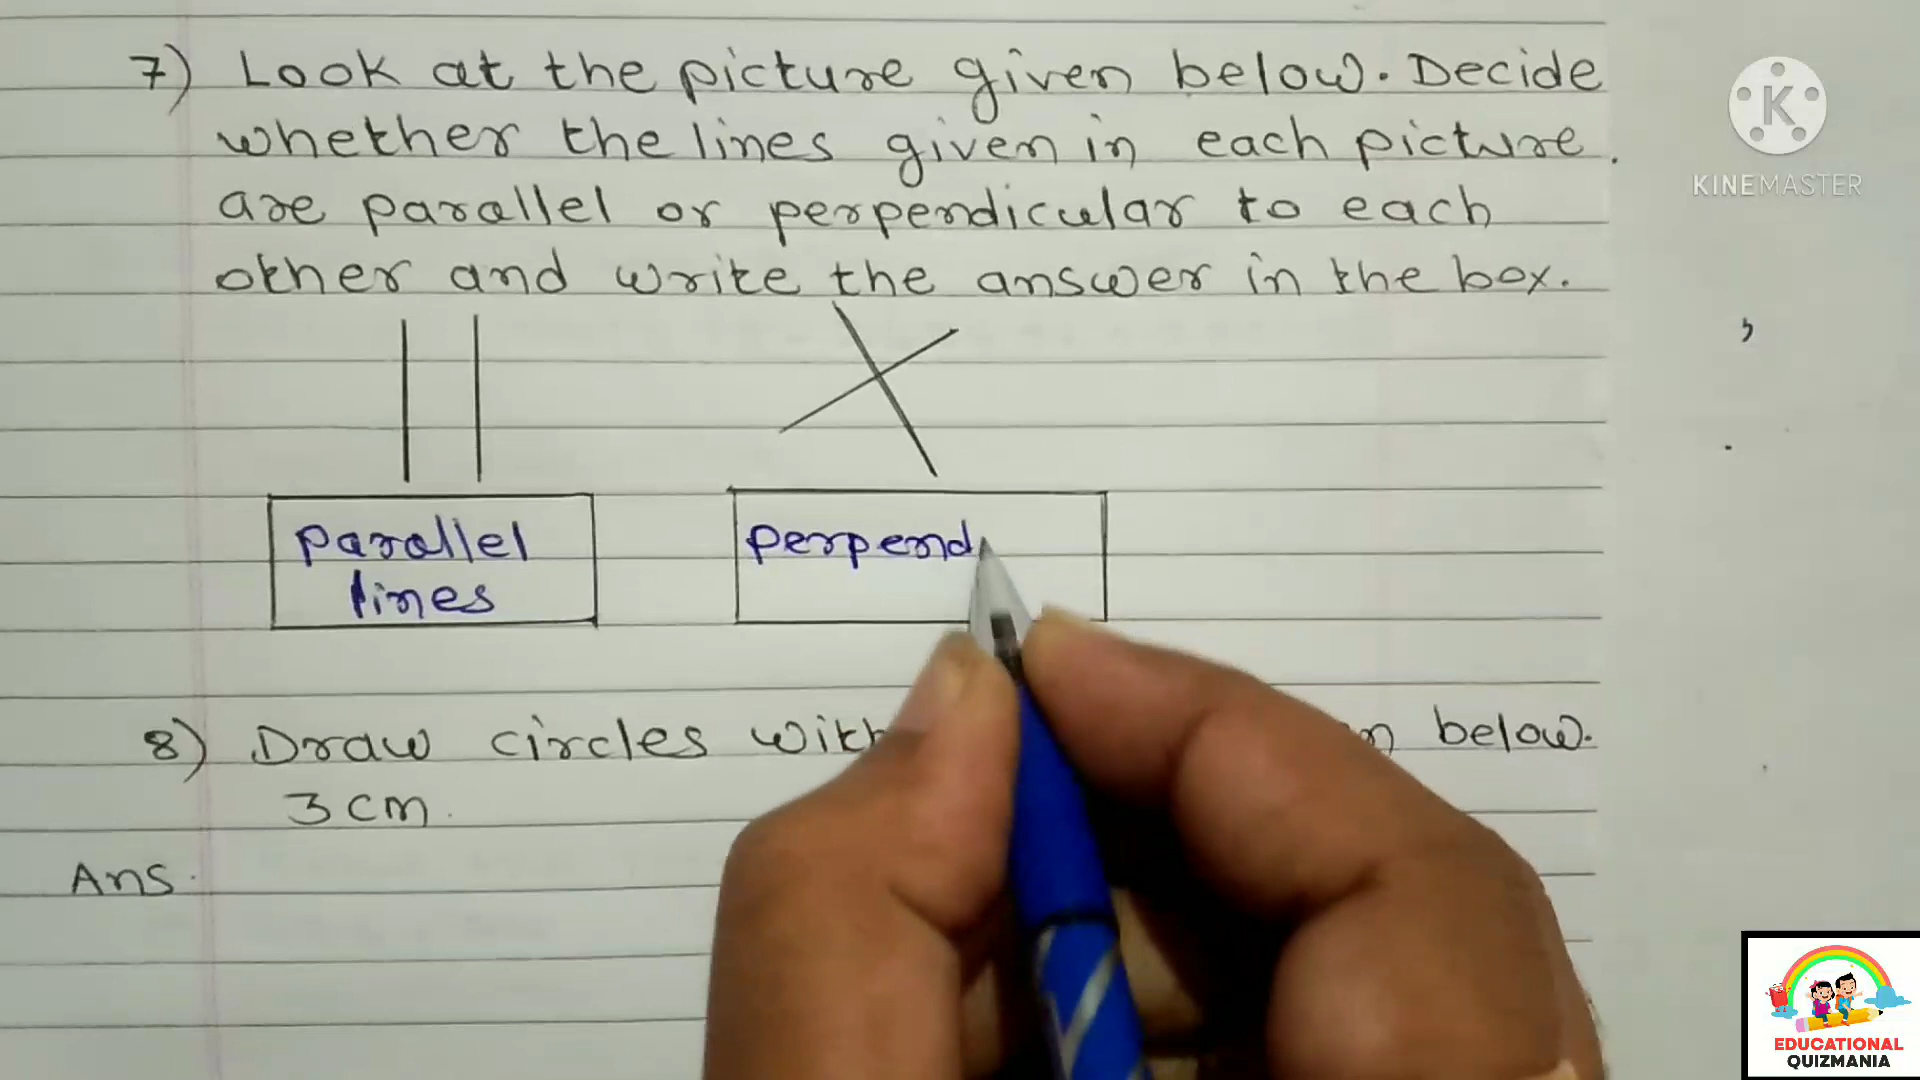 7) Look at the picture given below. Decide
whether the lines given in each picture.
are parallel or perpendicular to each
other and write the answer in the box.
parallel
lines
perpend
8) Draw circles with below.
3 cm.
Ans.
KINEMASTER
EDUCATIONAL
QUIZMANIA